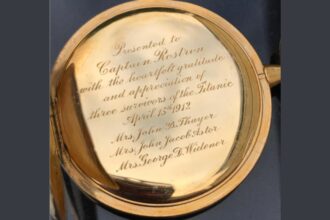 Presented to
Captain Rostron
with the heartfelt gratitude
and appreciation of
three survivors of the Titanic
April 15th 1912
Mrs. John B. Thayer
Mrs. John Jacob Astor
Mrs. George D. Widener